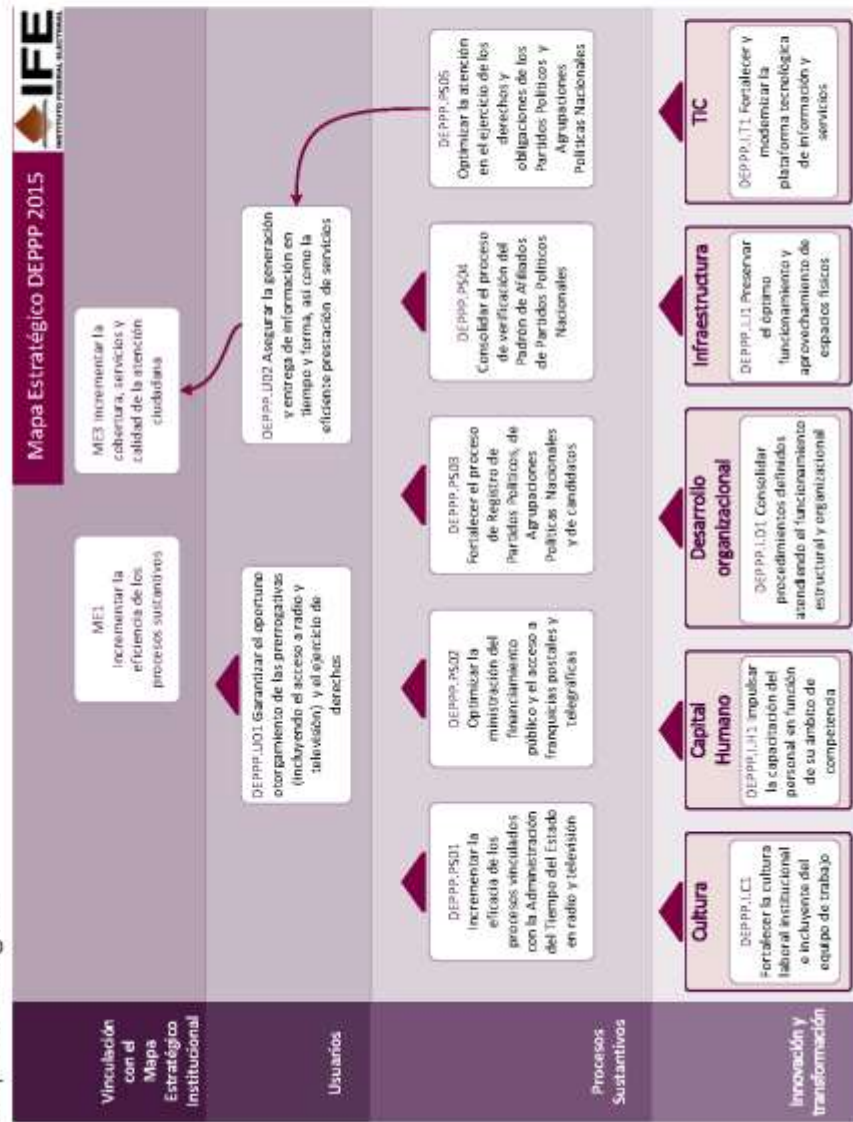 Mapa Estratégico DEPPP 2015
IFE
INSTITUTO FEDERAL ELECTORAL
Vinculación
con el
Mapa
Estratégico
Institucional
ME1
Incrementar la
eficiencia de los
procesos sustantivos
ME3 Incrementar la
cobertura, servicios y
calidad de la atención
ciudadana
Usuarios
DEPPP.U01 Garantizar el oportuno
otorgamiento de las prerrogativas
(incluyendo el acceso a radio y
televisión) y el ejercicio de
derechos
DEPPP.U02 Asegurar la generación
y entrega de información en
tiempo y forma, así como la
eficiente prestación de servicios
Procesos
Sustantivos
DEPPP.PS01
Incrementar la
eficacia de los
procesos vinculados
con la Administración
del Tiempo del Estado
en radio y televisión
DEPPP.PS02
Optimizar la
ministración del
financiamiento
público y el acceso a
franquicias postales y
telegráficas
DEPPP.PS03
Fortalecer el proceso
de Registro de
Partidos Políticos, de
Agrupaciones
Políticas Nacionales
y de candidatos
DEPPP.PS04
Consolidar el proceso
de verificación del
Padrón de Afiliados
de Partidos Políticos
Nacionales
DEPPP.PS05
Optimizar la atención
en el ejercicio de los
derechos y
obligaciones de los
Partidos Políticos y
Agrupaciones
Políticas Nacionales
Innovación y
transformación
Cultura
DEPPP.I.C1
Fortalecer la cultura
laboral institucional
e incluyente del
equipo de trabajo
Capital
Humano
DEPPP.I.H1 Impulsar
la capacitación del
personal en función
de su ámbito de
competencia
Desarrollo
organizacional
DEPPP.I.O1 Consolidar
procedimientos definidos
atendiendo el funcionamiento
estructural y organizacional
Infraestructura
DEPPP.I.I1 Preservar
el óptimo
funcionamiento y
aprovechamiento de
espacios físicos
TIC
DEPPP.I.T1 Fortalecer y
modernizar la
plataforma tecnológica
de información y
servicios